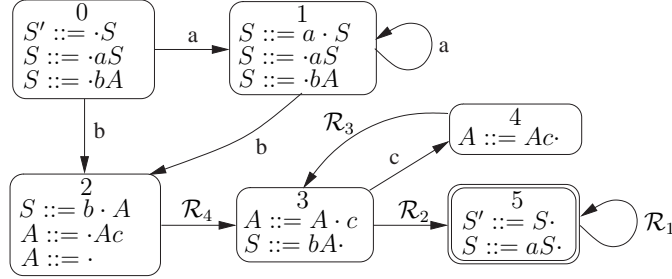 0
S' ::= ·S
S ::= ·aS
S ::= ·bA
a
1
S ::= a · S
S ::= ·aS
S ::= ·bA
a
b
b
2
S ::= b · A
A ::= ·Ac
A ::= ·
R4
3
A ::= A · c
S ::= bA·
R3
c
4
A ::= Ac·
R2
5
S' ::= S·
S ::= aS·
R1